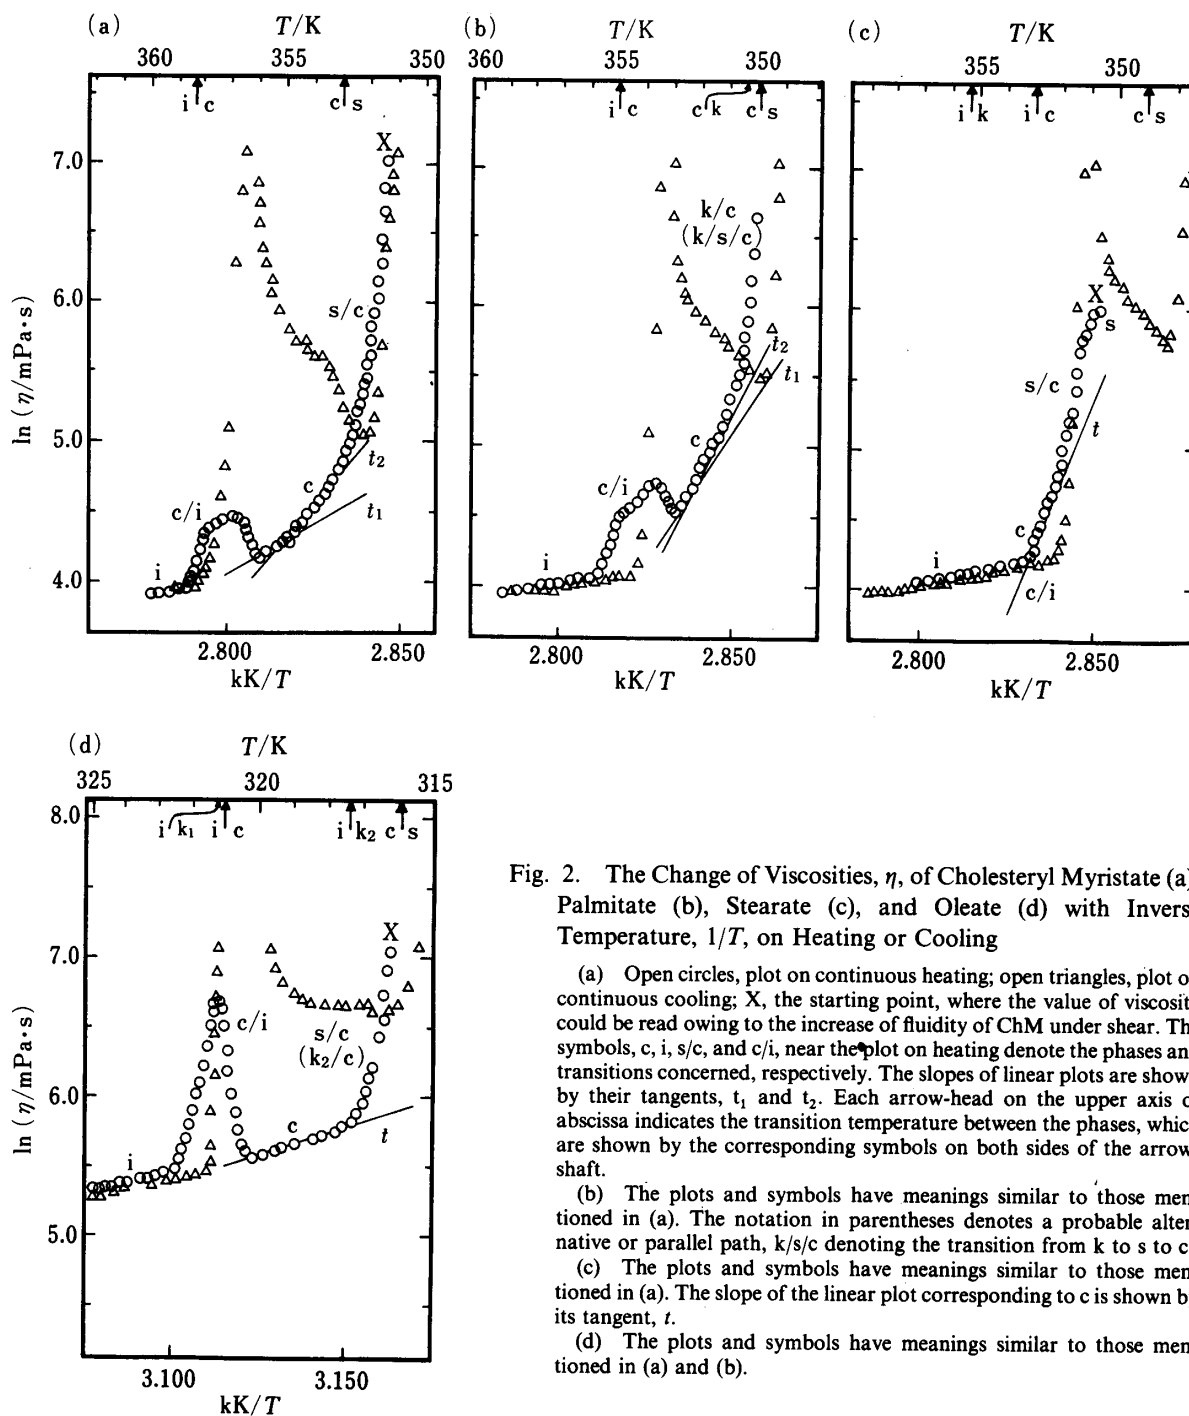 (a)
T/K
360 355 350
i c
c s
X
7.0
6.0
5.0
4.0
ln (η/mPa·s)
s/c
t₂
c
t₁
c/i
i
2.800 2.850
kK/T
(b)
T/K
360 355 350
i c
c k
c s
k/c
(k/s/c)
t₂
t₁
c
c/i
i
2.800 2.850
kK/T
(c)
T/K
355 350
i k
i c
c s
X
s
s/c
t
c
i
c/i
2.800 2.850
kK/T
(d)
T/K
325 320 315
i k₁
i c
i k₂
c s
8.0
7.0
6.0
5.0
ln (η/mPa·s)
X
c/i
s/c
(k₂/c)
c
t
i
3.100 3.150
kK/T
Fig. 2. The Change of Viscosities, η, of Cholesteryl Myristate (a)
Palmitate (b), Stearate (c), and Oleate (d) with Invers
Temperature, 1/T, on Heating or Cooling
(a) Open circles, plot on continuous heating; open triangles, plot o
continuous cooling; X, the starting point, where the value of viscosit
could be read owing to the increase of fluidity of ChM under shear. Th
symbols, c, i, s/c, and c/i, near the plot on heating denote the phases an
transitions concerned, respectively. The slopes of linear plots are show
by their tangents, t₁ and t₂. Each arrow-head on the upper axis o
abscissa indicates the transition temperature between the phases, whic
are shown by the corresponding symbols on both sides of the arrow
shaft.
(b) The plots and symbols have meanings similar to those men
tioned in (a). The notation in parentheses denotes a probable alter
native or parallel path, k/s/c denoting the transition from k to s to c
(c) The plots and symbols have meanings similar to those men
tioned in (a). The slope of the linear plot corresponding to c is shown b
its tangent, t.
(d) The plots and symbols have meanings similar to those men
tioned in (a) and (b).